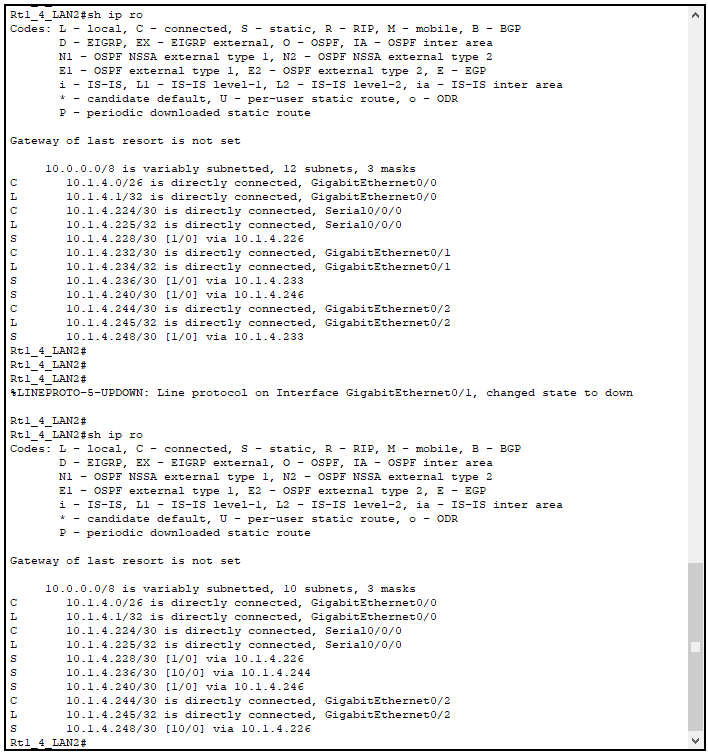 Rt1_4_LAN2#sh ip ro
Codes: L - local, C - connected, S - static, R - RIP, M - mobile, B - BGP
       D - EIGRP, EX - EIGRP external, O - OSPF, IA - OSPF inter area
       N1 - OSPF NSSA external type 1, N2 - OSPF NSSA external type 2
       E1 - OSPF external type 1, E2 - OSPF external type 2, E - EGP
       i - IS-IS, L1 - IS-IS level-1, L2 - IS-IS level-2, ia - IS-IS inter area
       * - candidate default, U - per-user static route, o - ODR
       P - periodic downloaded static route

Gateway of last resort is not set

     10.0.0.0/8 is variably subnetted, 12 subnets, 3 masks
C       10.1.4.0/26 is directly connected, GigabitEthernet0/0
L       10.1.4.1/32 is directly connected, GigabitEthernet0/0
C       10.1.4.224/30 is directly connected, Serial0/0/0
L       10.1.4.225/32 is directly connected, Serial0/0/0
S       10.1.4.228/30 [1/0] via 10.1.4.226
C       10.1.4.232/30 is directly connected, GigabitEthernet0/1
L       10.1.4.234/32 is directly connected, GigabitEthernet0/1
S       10.1.4.236/30 [1/0] via 10.1.4.233
S       10.1.4.240/30 [1/0] via 10.1.4.246
C       10.1.4.244/30 is directly connected, GigabitEthernet0/2
L       10.1.4.245/32 is directly connected, GigabitEthernet0/2
S       10.1.4.248/30 [1/0] via 10.1.4.233
Rt1_4_LAN2#
Rt1_4_LAN2#
Rt1_4_LAN2#
%LINEPROTO-5-UPDOWN: Line protocol on Interface GigabitEthernet0/1, changed state to down

Rt1_4_LAN2#
Rt1_4_LAN2#sh ip ro
Codes: L - local, C - connected, S - static, R - RIP, M - mobile, B - BGP
       D - EIGRP, EX - EIGRP external, O - OSPF, IA - OSPF inter area
       N1 - OSPF NSSA external type 1, N2 - OSPF NSSA external type 2
       E1 - OSPF external type 1, E2 - OSPF external type 2, E - EGP
       i - IS-IS, L1 - IS-IS level-1, L2 - IS-IS level-2, ia - IS-IS inter area
       * - candidate default, U - per-user static route, o - ODR
       P - periodic downloaded static route

Gateway of last resort is not set

     10.0.0.0/8 is variably subnetted, 10 subnets, 3 masks
C       10.1.4.0/26 is directly connected, GigabitEthernet0/0
L       10.1.4.1/32 is directly connected, GigabitEthernet0/0
C       10.1.4.224/30 is directly connected, Serial0/0/0
L       10.1.4.225/32 is directly connected, Serial0/0/0
S       10.1.4.228/30 [1/0] via 10.1.4.226
S       10.1.4.236/30 [10/0] via 10.1.4.244
S       10.1.4.240/30 [1/0] via 10.1.4.246
C       10.1.4.244/30 is directly connected, GigabitEthernet0/2
L       10.1.4.245/32 is directly connected, GigabitEthernet0/2
S       10.1.4.248/30 [10/0] via 10.1.4.226
Rt1_4_LAN2#